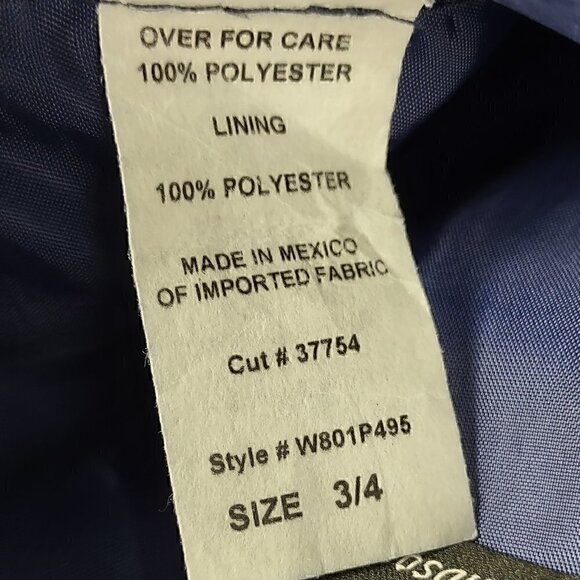 OVER FOR CARE
100% POLYESTER
LINING
100% POLYESTER
MADE IN MEXICO
OF IMPORTED FABRIC
Cut # 37754
Style # W801P495
SIZE 3/4